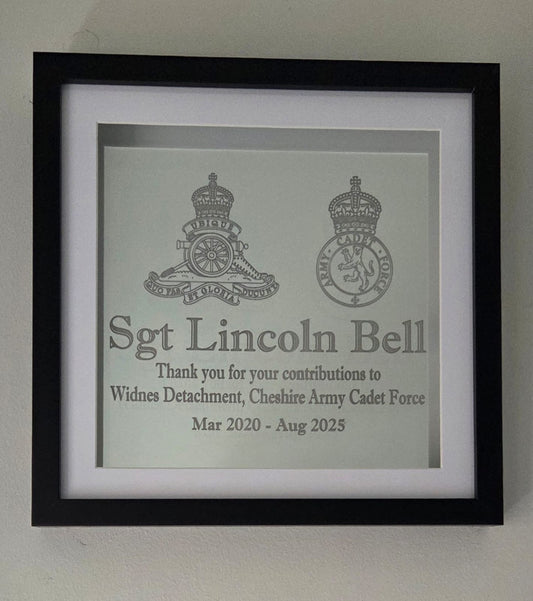 UBIQUE
QUO FAS ET GLORIA DUCUNT
ARMY CADET FORCE
Sgt Lincoln Bell
Thank you for your contributions to
Widnes Detachment, Cheshire Army Cadet Force
Mar 2020 - Aug 2025